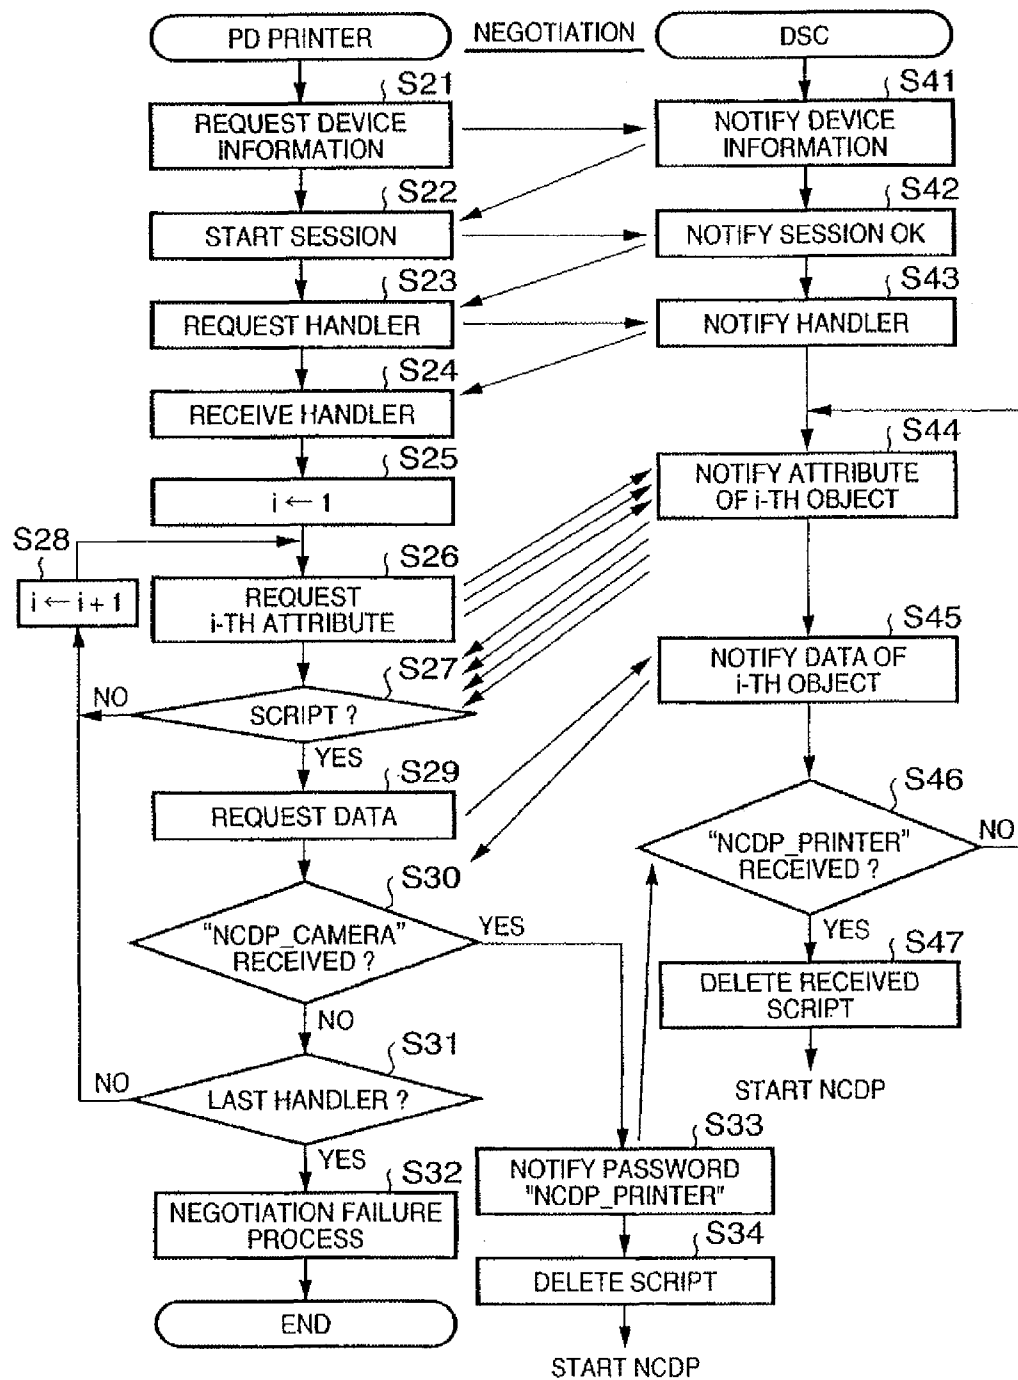 PD PRINTER
NEGOTIATION
DSC
S21
REQUEST DEVICE
INFORMATION
S41
NOTIFY DEVICE
INFORMATION
S22
START SESSION
S42
NOTIFY SESSION OK
S23
REQUEST HANDLER
S43
NOTIFY HANDLER
S24
RECEIVE HANDLER
S25
i ← 1
S44
NOTIFY ATTRIBUTE
OF i-TH OBJECT
S28
i ← i + 1
S26
REQUEST
i-TH ATTRIBUTE
S45
NOTIFY DATA OF
i-TH OBJECT
S27
SCRIPT ?
NO
YES
S29
REQUEST DATA
S46
"NCDP_PRINTER"
RECEIVED ?
NO
YES
S30
"NCDP_CAMERA"
RECEIVED ?
YES
NO
S47
DELETE RECEIVED
SCRIPT
START NCDP
S31
LAST HANDLER ?
NO
YES
S33
NOTIFY PASSWORD
"NCDP_PRINTER"
S32
NEGOTIATION FAILURE
PROCESS
S34
DELETE SCRIPT
END
START NCDP